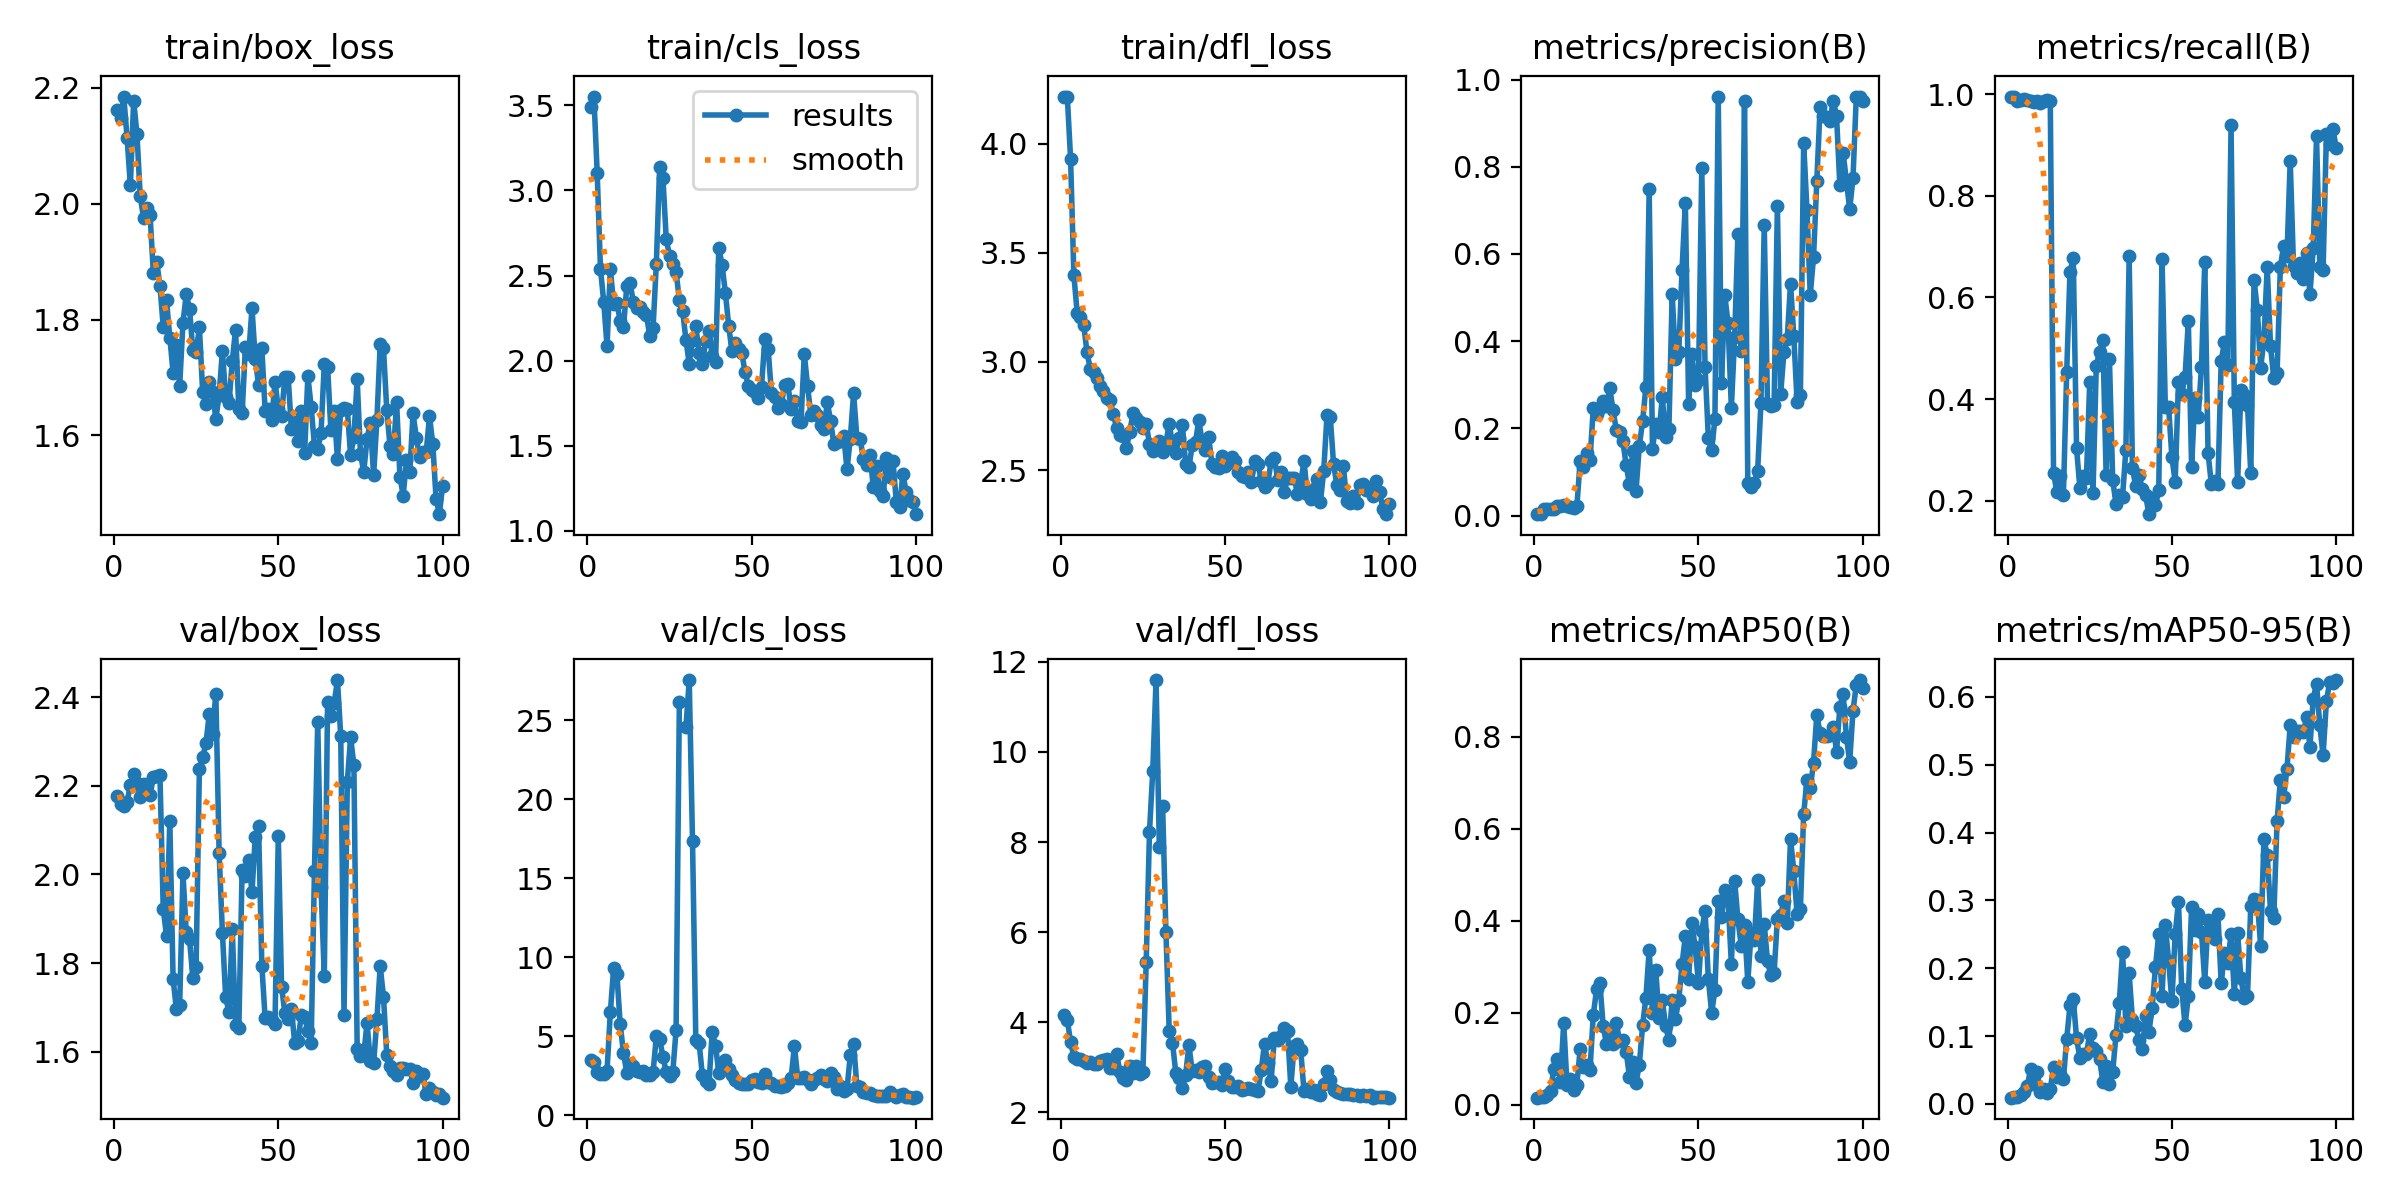 train/box_loss
2.2
2.0
1.8
1.6
0 50 100
train/cls_loss
results
smooth
3.5
3.0
2.5
2.0
1.5
1.0
0 50 100
train/dfl_loss
4.0
3.5
3.0
2.5
0 50 100
metrics/precision(B)
1.0
0.8
0.6
0.4
0.2
0.0
0 50 100
metrics/recall(B)
1.0
0.8
0.6
0.4
0.2
0 50 100
val/box_loss
2.4
2.2
2.0
1.8
1.6
0 50 100
val/cls_loss
25
20
15
10
5
0
0 50 100
val/dfl_loss
12
10
8
6
4
2
0 50 100
metrics/mAP50(B)
0.8
0.6
0.4
0.2
0.0
0 50 100
metrics/mAP50-95(B)
0.6
0.5
0.4
0.3
0.2
0.1
0.0
0 50 100